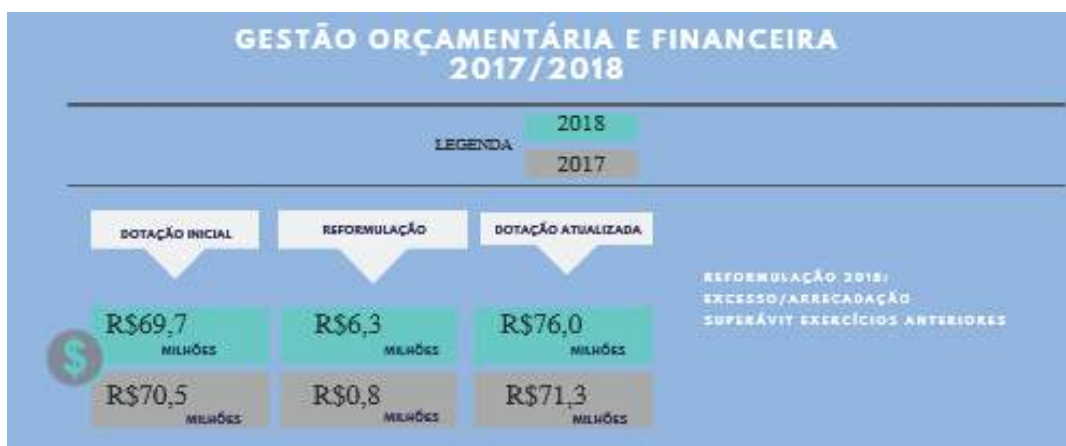 GESTÃO ORÇAMENTÁRIA E FINANCEIRA
2017/2018
LEGENDA
2018
2017
DOTAÇÃO INICIAL
REFORMULAÇÃO
DOTAÇÃO ATUALIZADA
R$69,7
MILHÕES
R$6,3
MILHÕES
R$76,0
MILHÕES
$
R$70,5
MILHÕES
R$0,8
MILHÕES
R$71,3
MILHÕES
REFORMULAÇÃO 2018:
EXCESSO/ARRECADAÇÃO
SUPERÁVIT EXERCÍCIOS ANTERIORES